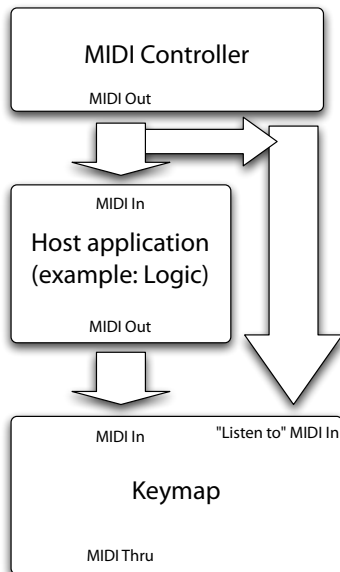 MIDI Controller
MIDI Out
MIDI In
Host application
(example: Logic)
MIDI Out
MIDI In
"Listen to" MIDI In
Keymap
MIDI Thru